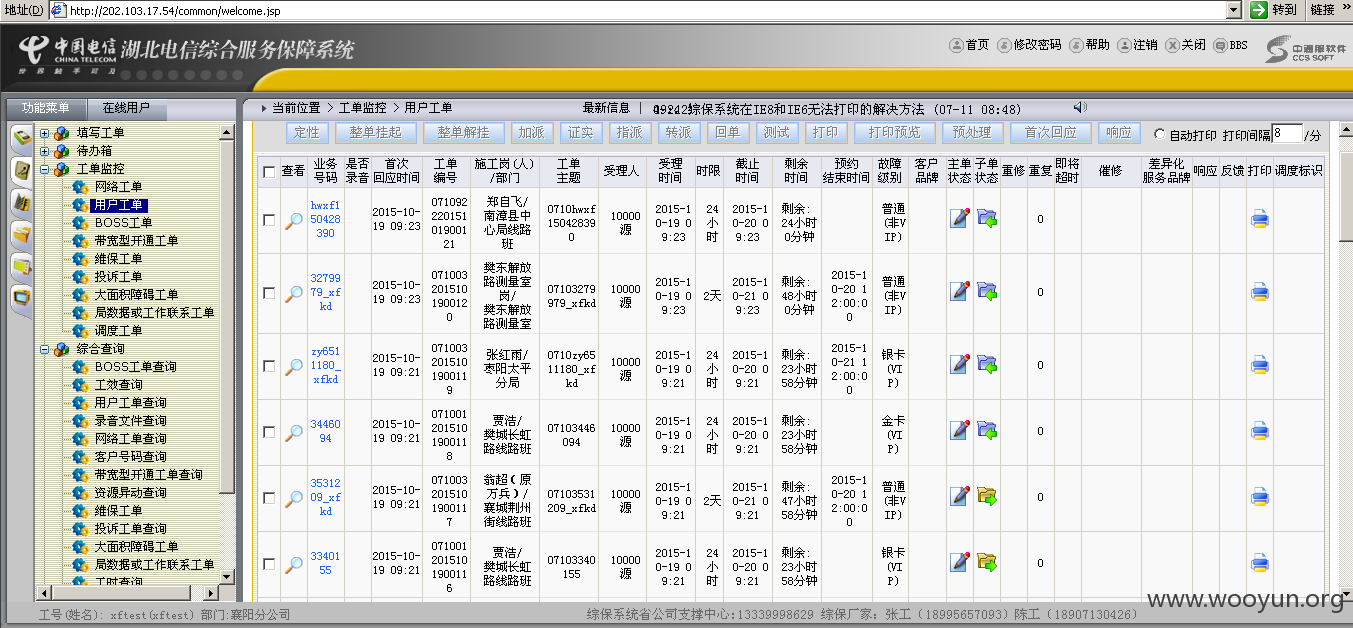 地址(D) http://202.103.17.54/common/welcome.jsp 转到 链接 »
中国电信 CHINA TELECOM 世界触手可及 湖北电信综合服务保障系统
首页 修改密码 帮助 注销 关闭 BBS 中通服软件 CCS SOFT
功能菜单 在线用户
当前位置 > 工单监控 > 用户工单 最新信息 | 综保系统在IE8和IE6无法打印的解决方法 (07-11 08:48)
定性 整单挂起 整单解挂 加派 证实 指派 转派 回单 测试 打印 打印预览 预处理 首次回应 响应 自动打印 打印间隔 8 /分
填写工单
待办箱
工单监控
网络工单
用户工单
BOSS工单
带宽型开通工单
维保工单
投诉工单
大面积障碍工单
局数据或工作联系工单
调度工单
综合查询
BOSS工单查询
工效查询
用户工单查询
录音文件查询
网络工单查询
客户号码查询
带宽型开通工单查询
资源异动查询
维保工单
投诉工单查询
大面积障碍工单
局数据或工作联系工单
工时查询
查看 业务号码 是否录音 首次回应时间 工单编号 施工岗(人)/部门 工单主题 受理人 受理时间 时限 截止时间 剩余时间 预约结束时间 故障级别 客户品牌 主单状态 子单状态 重修 重复 即将超时 催修 差异化服务品牌 响应 反馈 打印 调度标识
hwxf150428390 2015-10-19 09:23 07109222015101900121 郑自飞/南漳县中心局线路班 0710hwxf150428390 10000源 2015-10-19 09:23 24小时 2015-10-20 09:23 剩余:24小时0分钟 普通(非VIP) 0
3279979_xfkd 2015-10-19 09:23 0710032015101900120 樊东解放路测量室岗/樊东解放路测量室 07103279979_xfkd 10000源 2015-10-19 09:23 2天 2015-10-21 09:23 剩余:48小时0分钟 2015-10-20 12:00:00 普通(非VIP) 0
zy6511180_xfkd 2015-10-19 09:21 0710032015101900119 张红雨/枣阳太平分局 0710zy6511180_xfkd 10000源 2015-10-19 09:21 24小时 2015-10-20 09:21 剩余:23小时58分钟 2015-10-21 12:00:00 银卡(VIP) 0
3446094 2015-10-19 09:21 0710012015101900118 贾浩/樊城长虹路线路班 07103446094 10000源 2015-10-19 09:21 24小时 2015-10-20 09:21 剩余:23小时58分钟 金卡(VIP) 0
3531209_xfkd 2015-10-19 09:21 0710032015101900117 翁超(原万兵)/襄城荆州街线路班 07103531209_xfkd 10000源 2015-10-19 09:21 2天 2015-10-21 09:21 剩余:47小时58分钟 2015-10-20 12:00:00 普通(非VIP) 0
3340155 2015-10-19 09:21 0710012015101900116 贾浩/樊城长虹路线路班 07103340155 10000源 2015-10-19 09:21 24小时 2015-10-20 09:21 剩余:23小时58分钟 银卡(VIP) 0
工号(姓名): xftest(xftest) 部门:襄阳分公司 综保系统省公司支撑中心:13339998629 综保厂家: 张工 (18995657093) 陈工 (18907130426)
www.wooyun.org